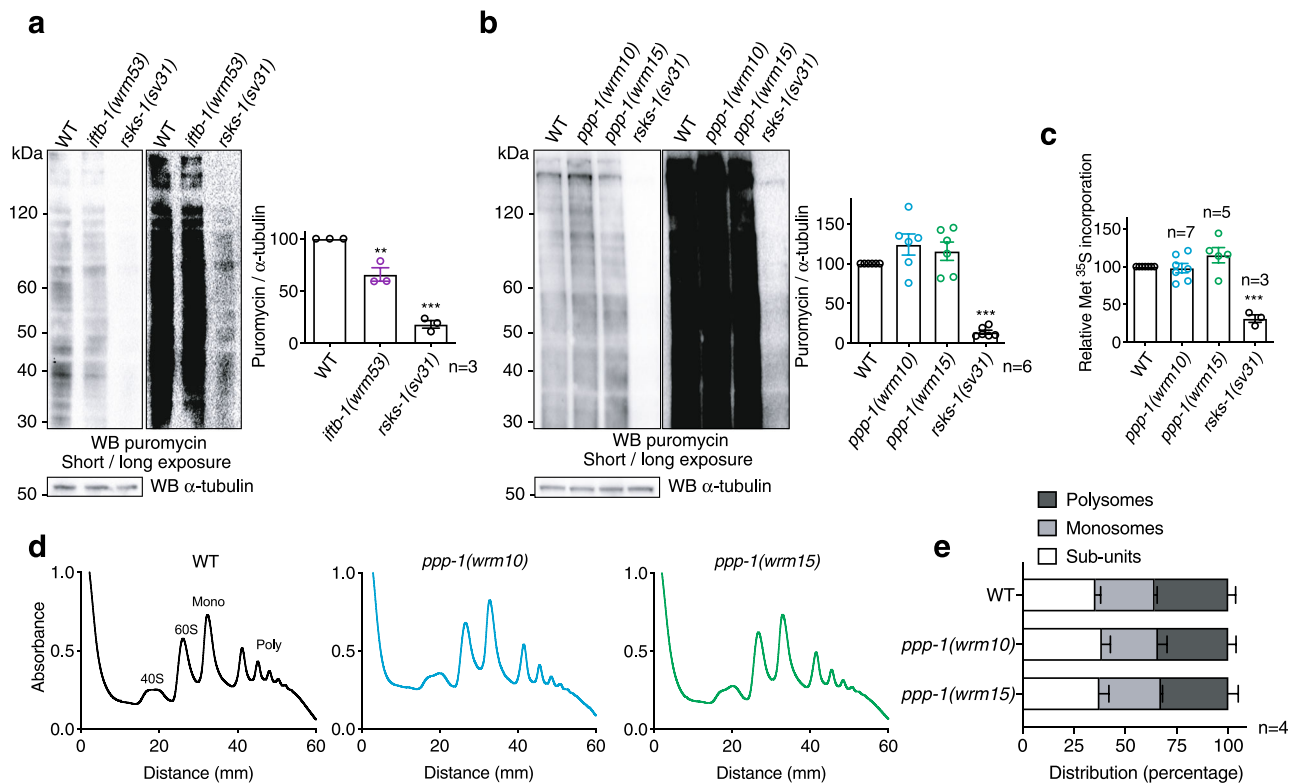 a
WT
iftb-1(wrm53)
rsks-1(sv31)
WT
iftb-1(wrm53)
rsks-1(sv31)
kDa
120
60
50
40
30
WB puromycin
Short / long exposure
50
WB α-tubulin
Puromycin / α-tubulin
100
50
0
**
***
WT
iftb-1(wrm53)
rsks-1(sv31)
n=3
b
WT
ppp-1(wrm10)
ppp-1(wrm15)
rsks-1(sv31)
WT
ppp-1(wrm10)
ppp-1(wrm15)
rsks-1(sv31)
kDa
120
60
50
40
30
WB puromycin
Short / long exposure
50
WB α-tubulin
Puromycin / α-tubulin
150
100
50
0
***
WT
ppp-1(wrm10)
ppp-1(wrm15)
rsks-1(sv31)
n=6
c
Relative Met 35S incorporation
150
100
50
0
n=7
n=5
n=3
***
WT
ppp-1(wrm10)
ppp-1(wrm15)
rsks-1(sv31)
d
WT
Absorbance
1.0
0.5
0.0
40S
60S
Mono
Poly
0 20 40 60
Distance (mm)
ppp-1(wrm10)
1.0
0.5
0.0
0 20 40 60
Distance (mm)
ppp-1(wrm15)
1.0
0.5
0.0
0 20 40 60
Distance (mm)
e
Polysomes
Monosomes
Sub-units
WT
ppp-1(wrm10)
ppp-1(wrm15)
0 25 50 75 100
n=4
Distribution (percentage)